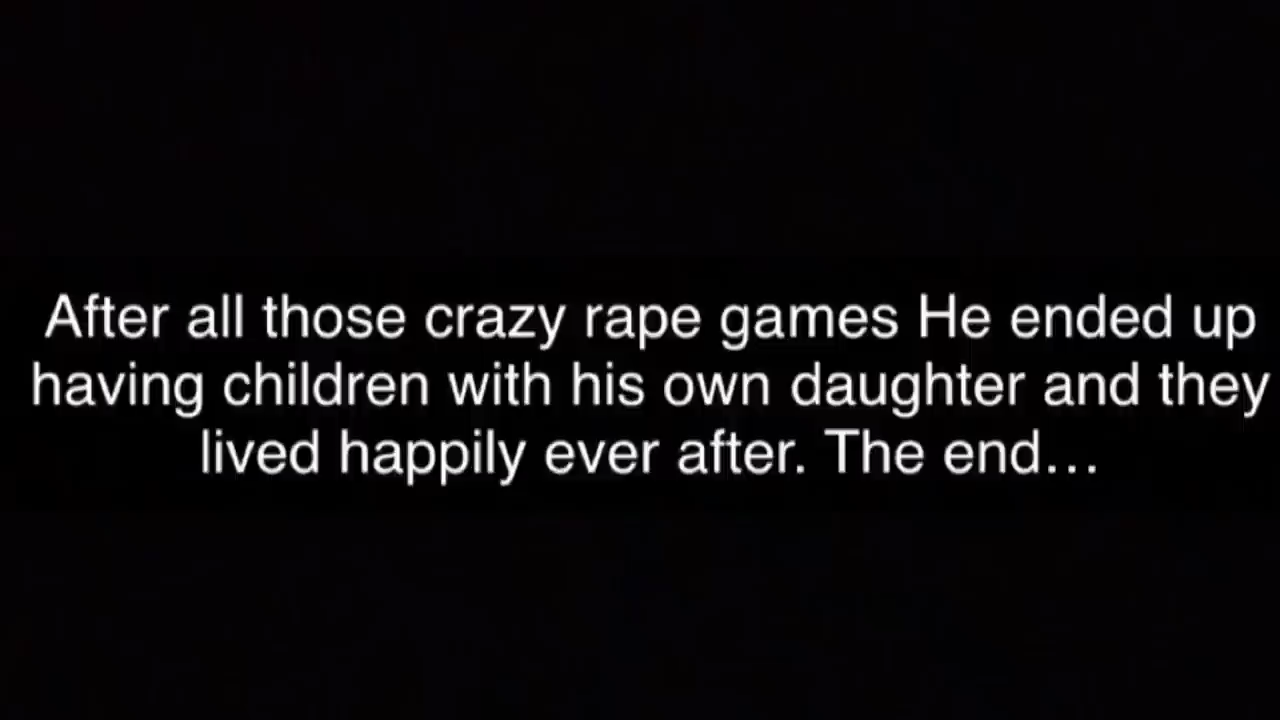 After all those crazy rape games He ended up
having children with his own daughter and they
lived happily ever after. The end…